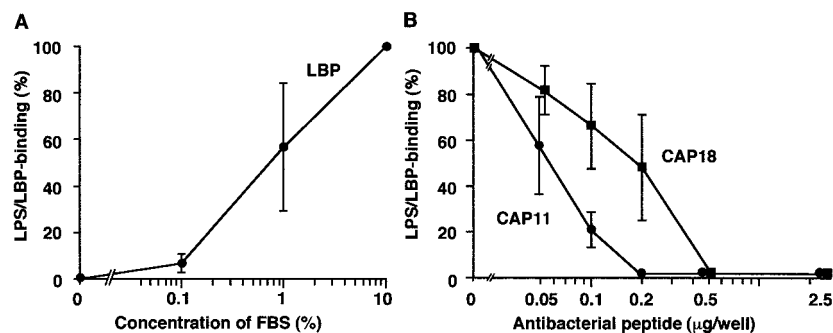 A
LPS/LBP-binding (%)
100
80
60
40
20
0
LBP
0 0.1 1 10
Concentration of FBS (%)
B
LPS/LBP-binding (%)
100
80
60
40
20
0
CAP18
CAP11
0 0.05 0.1 0.2 0.5 2.5
Antibacterial peptide (μg/well)